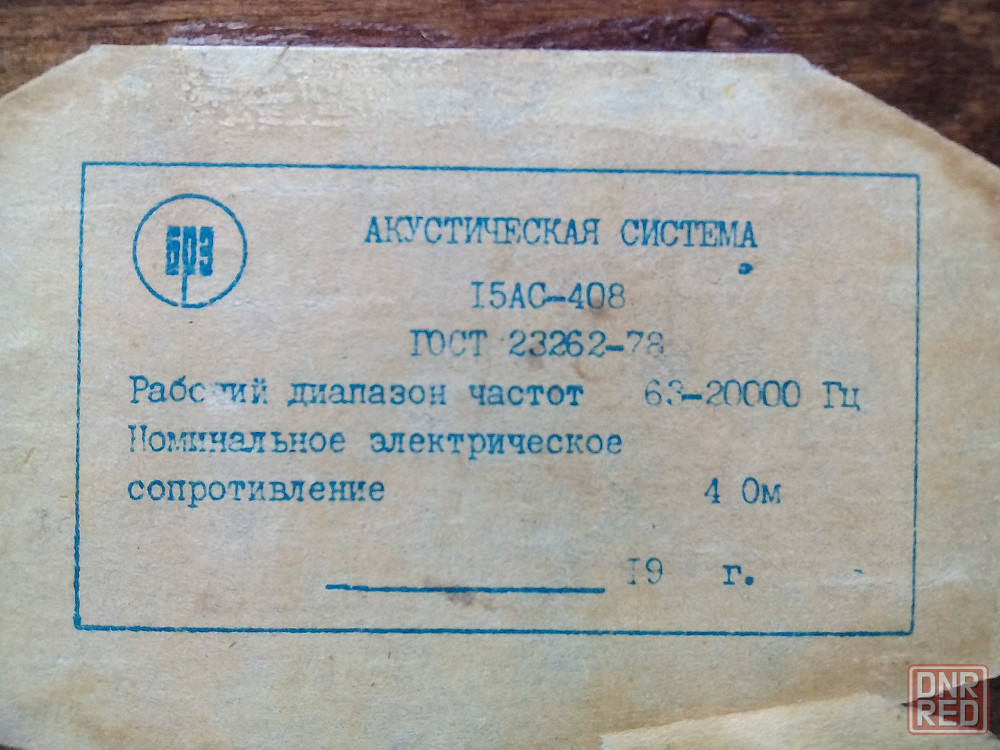 БРЗ
АКУСТИЧЕСКАЯ СИСТЕМА
I5АС-408
ГОСТ 23262-78
Рабочий диапазон частот 63-20000 Гц
Номинальное электрическое
сопротивление 4 Ом
I9 г.
DNR
RED